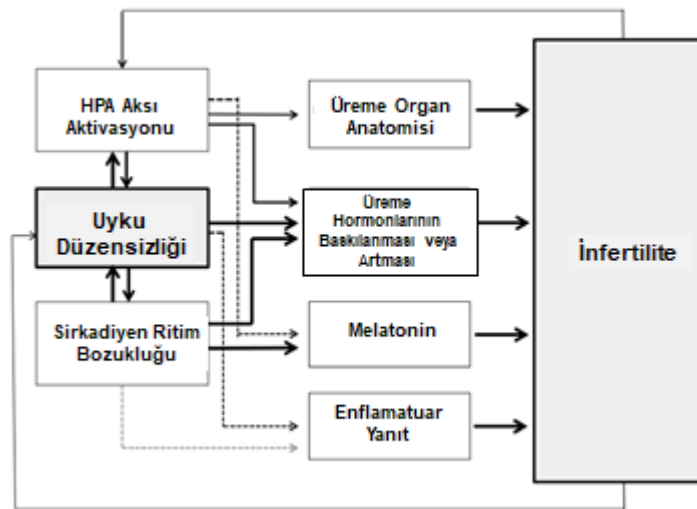 HPA Aksı
Aktivasyonu
Üreme Organ
Anatomisi
Uyku
Düzensizliği
Üreme
Hormonlarının
Baskılanması veya
Artması
İnfertilite
Sirkadiyen Ritim
Bozukluğu
Melatonin
Enflamatuar
Yanıt